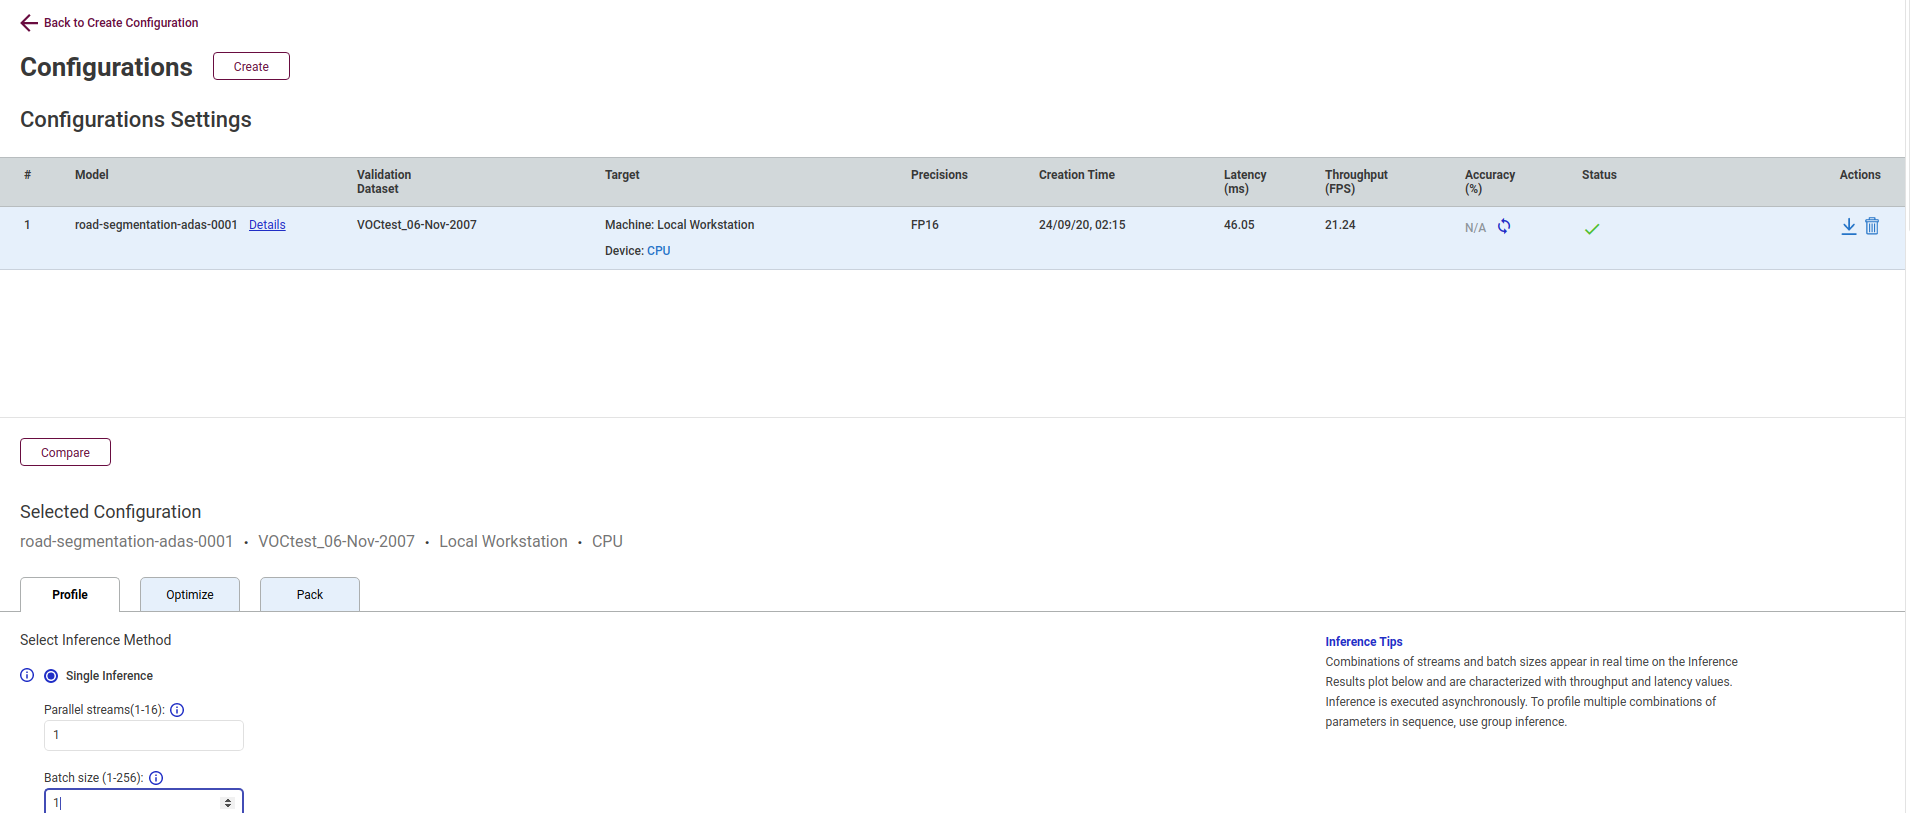 Back to Create Configuration
Configurations
Create
Configurations Settings
# Model Validation Dataset Target Precisions Creation Time Latency (ms) Throughput (FPS) Accuracy (%) Status Actions
1 road-segmentation-adas-0001 Details VOCtest_06-Nov-2007 Machine: Local Workstation FP16 24/09/20, 02:15 46.05 21.24 N/A
Device: CPU
Compare
Selected Configuration
road-segmentation-adas-0001 • VOCtest_06-Nov-2007 • Local Workstation • CPU
Profile Optimize Pack
Select Inference Method
Single Inference
Parallel streams(1-16):
1
Batch size (1-256):
1
Inference Tips
Combinations of streams and batch sizes appear in real time on the Inference
Results plot below and are characterized with throughput and latency values.
Inference is executed asynchronously. To profile multiple combinations of
parameters in sequence, use group inference.